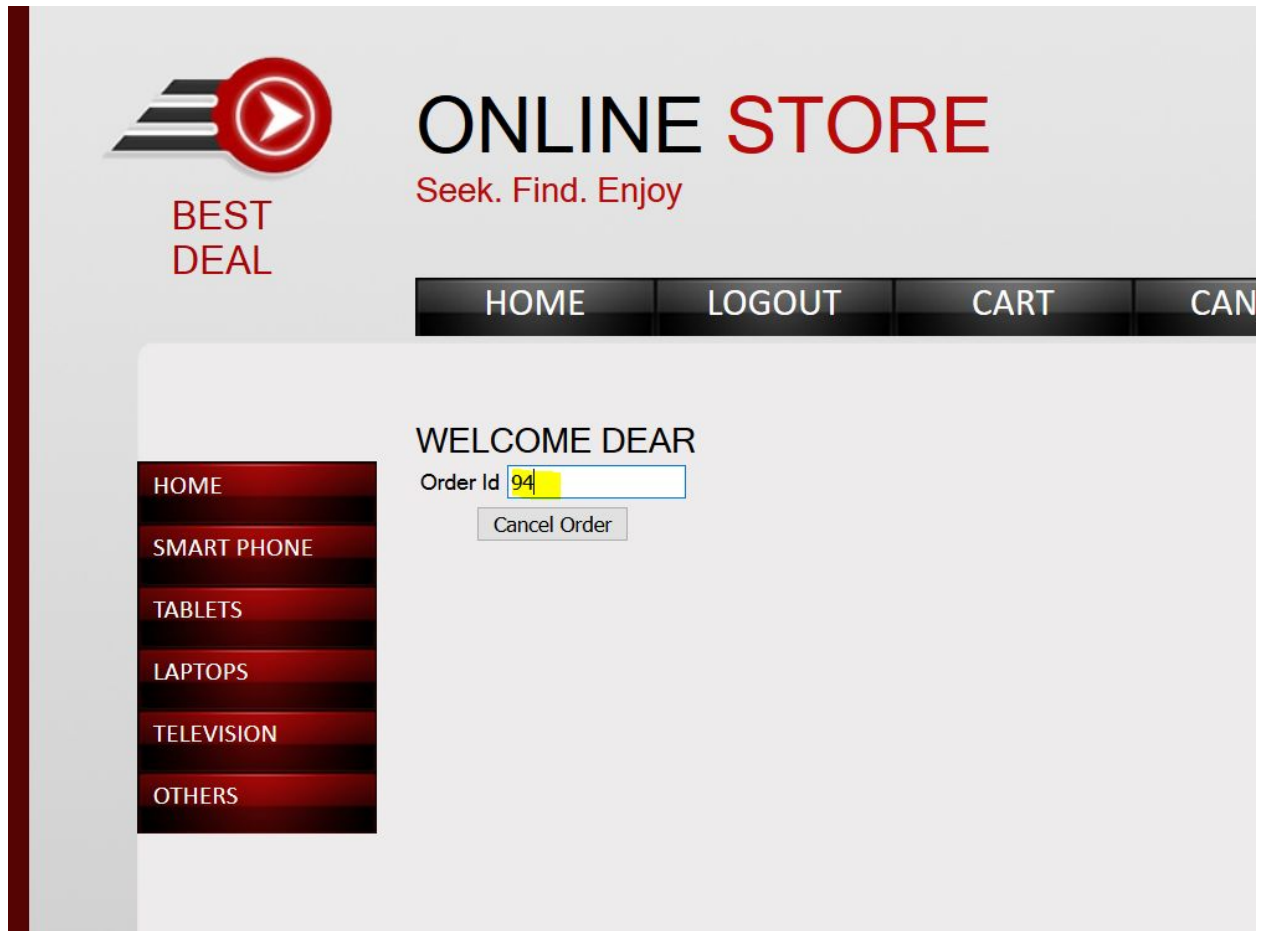 ONLINE STORE
Seek. Find. Enjoy
BEST
DEAL
HOME LOGOUT CART CAN
WELCOME DEAR
Order Id 94
Cancel Order
HOME
SMART PHONE
TABLETS
LAPTOPS
TELEVISION
OTHERS